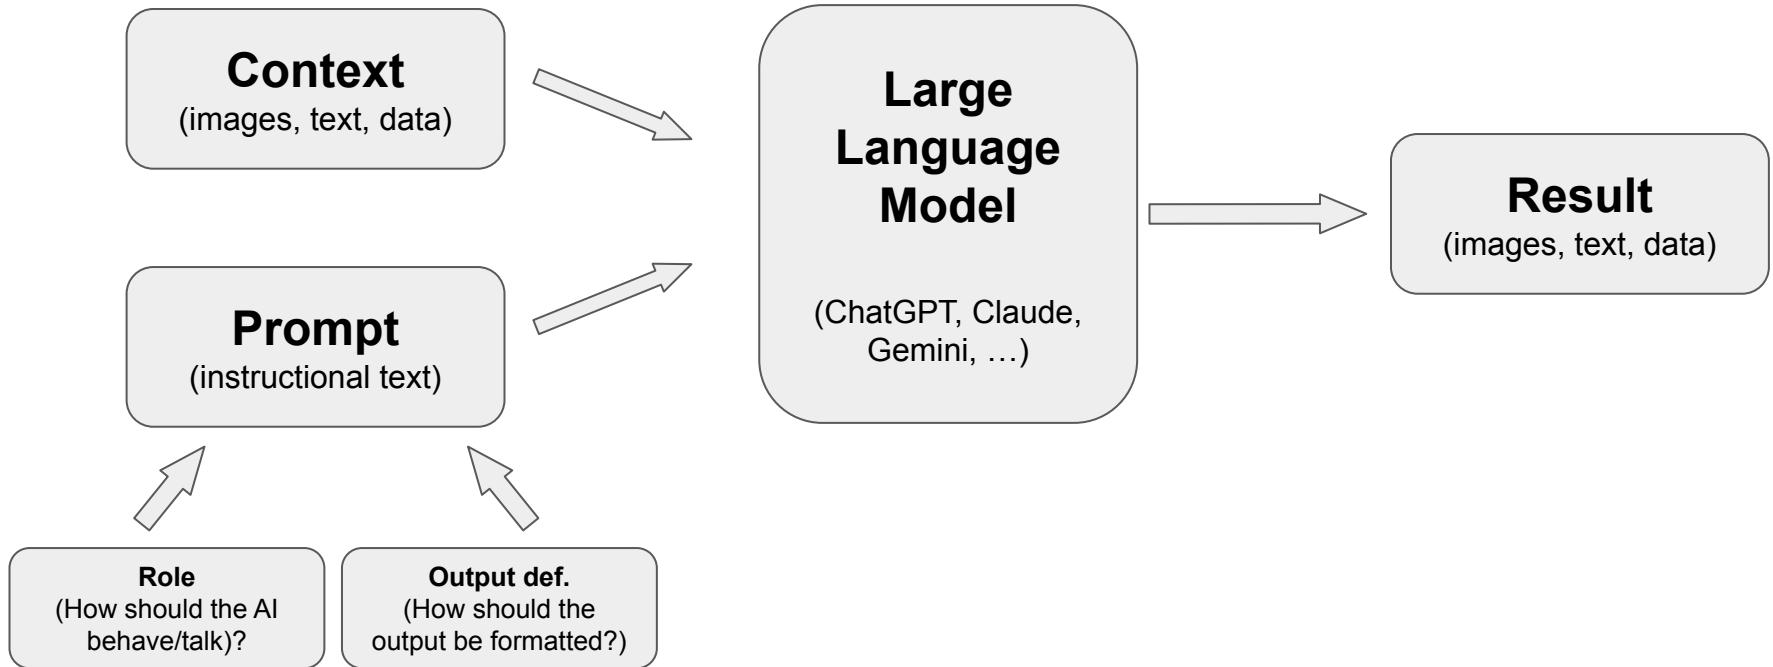 Context
(images, text, data)
Prompt
(instructional text)
Role
(How should the AI
behave/talk)?
Output def.
(How should the
output be formatted?)
Large
Language
Model
(ChatGPT, Claude,
Gemini, …)
Result
(images, text, data)